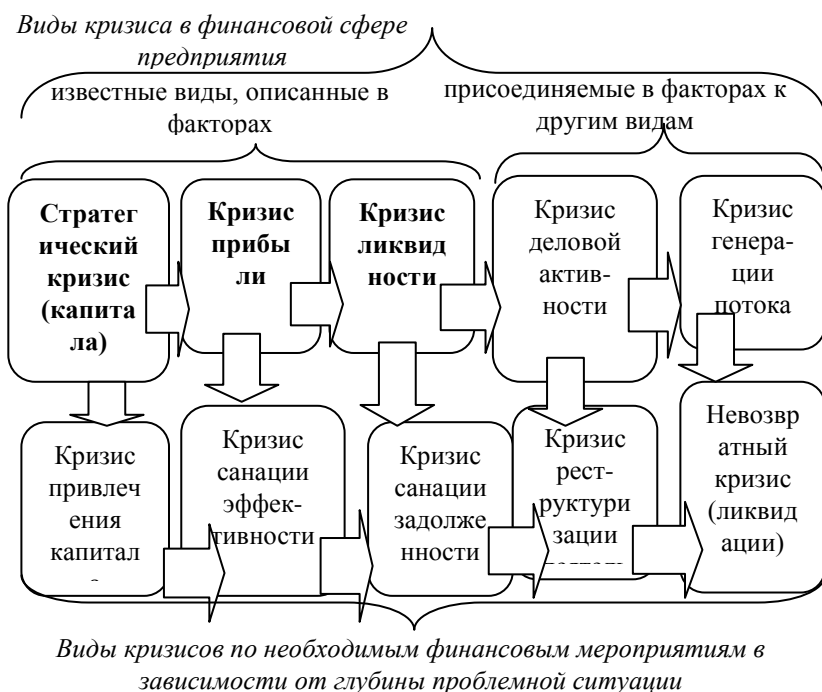 Виды кризиса в финансовой сфере
предприятия
известные виды, описанные в
факторах
присоединяемые в факторах к
другим видам
Стратег
ический
кризис
(капита
ла)
Кризис
прибы
ли
Кризис
ликвид
ности
Кризис
деловой
актив-
ности
Кризис
генера-
ции
потока
Кризис
привлеч
ения
капитал
Кризис
санации
эффек-
тивности
Кризис
санации
задолже
нности
Кризис
рест-
руктури
зации
Невозвр
атный
кризис
(ликвид
ации)
Виды кризисов по необходимым финансовым мероприятиям в
зависимости от глубины проблемной ситуации